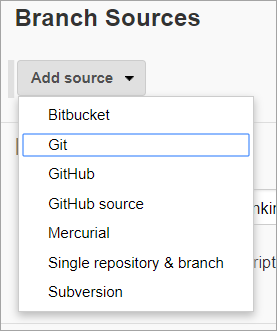 Branch Sources
Add source
Bitbucket
Git
GitHub
GitHub source
Mercurial
Single repository & branch
Subversion